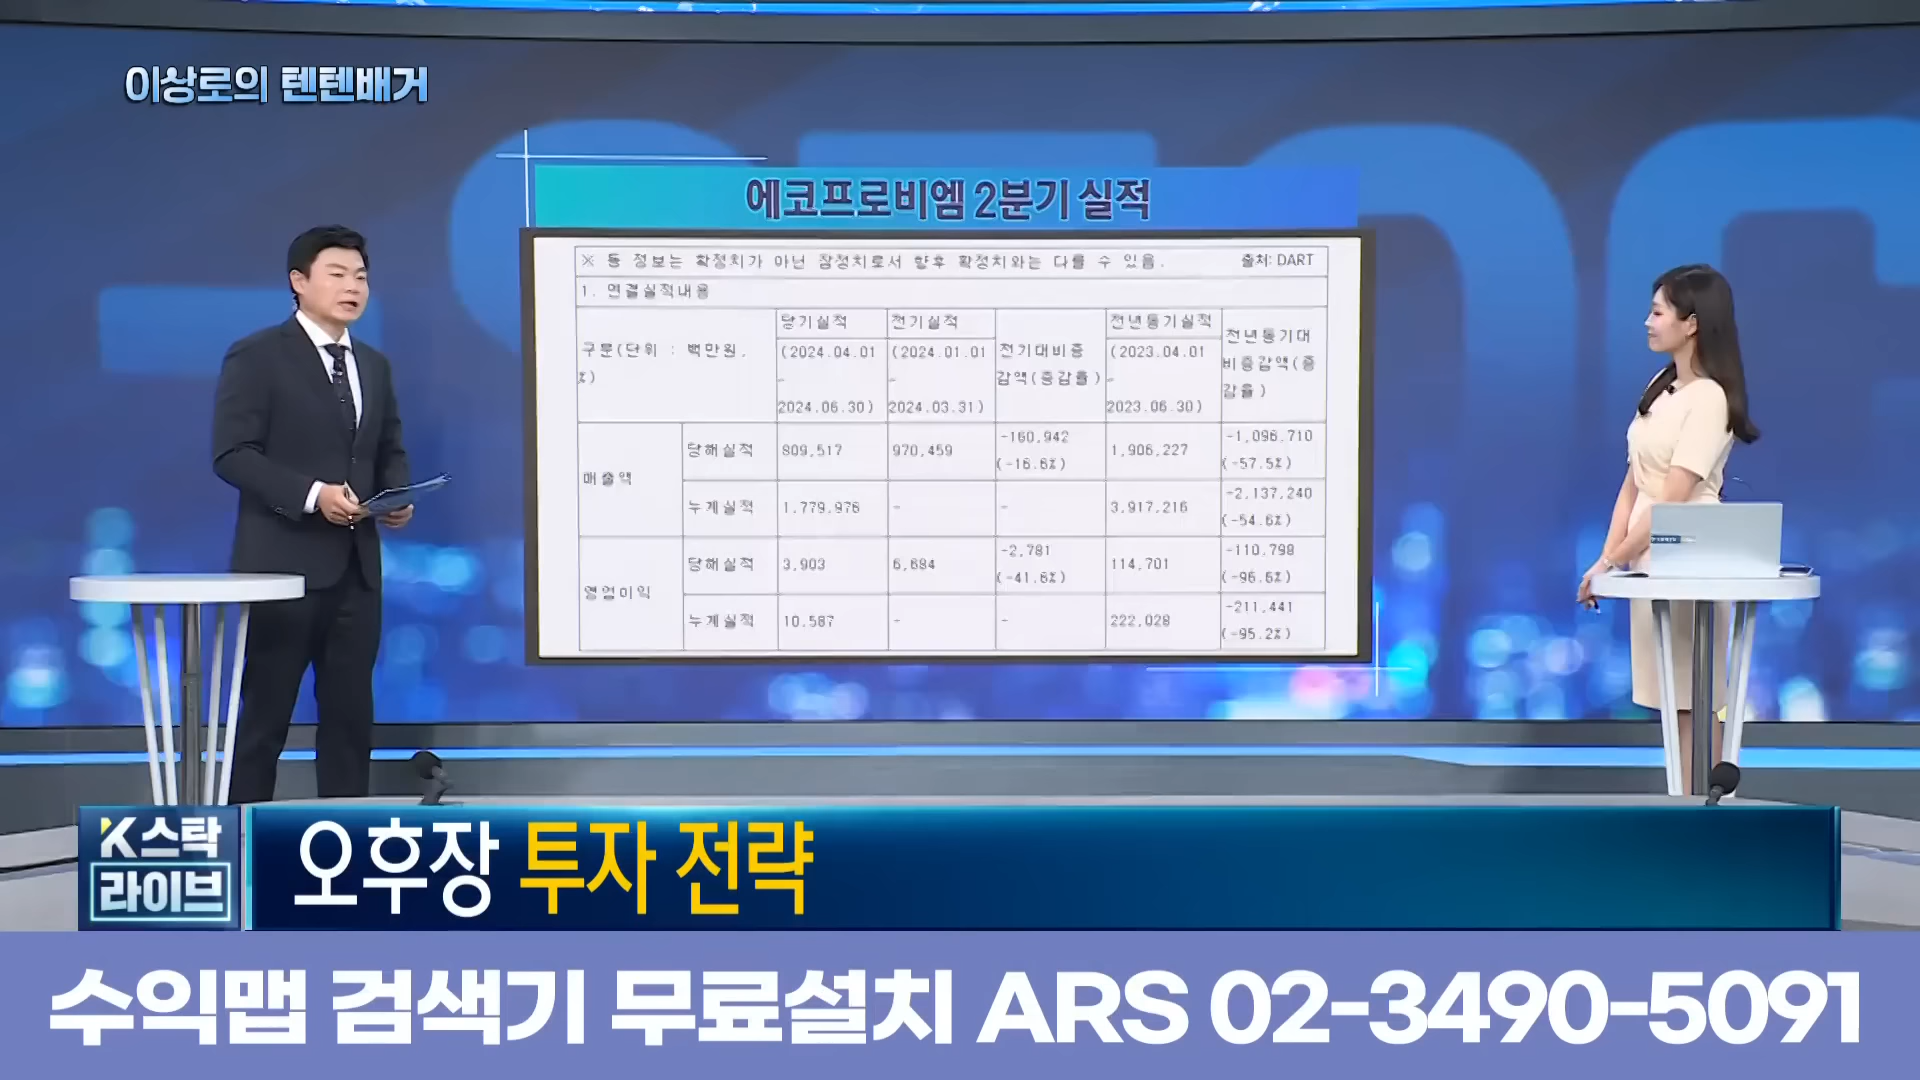 이상로의 텐텐배거
에코프로비엠 2분기 실적
※ 동 정보는 확정치가 아닌 잠정치로서 향후 확정치와는 다를 수 있음. 출처: DART
1. 연결실적내용
구분(단위 : 백만원, %) 당기실적 (2024.04.01 - 2024.06.30) 전기실적 (2024.01.01 - 2024.03.31) 전기대비증감액(증감율) 전년동기실적 (2023.04.01 - 2023.06.30) 전년동기대비증감액(증감율)
매출액 당해실적 809,517 970,459 -160,942 (-16.6%) 1,906,227 -1,096,710 (-57.5%)
누계실적 1,779,976 - - 3,917,216 -2,137,240 (-54.6%)
영업이익 당해실적 3,903 6,684 -2,781 (-41.6%) 114,701 -110,798 (-96.6%)
누계실적 10,587 - - 222,028 -211,441 (-95.2%)
K스탁 라이브
오후장 투자 전략
수익맵 검색기 무료설치 ARS 02-3490-5091